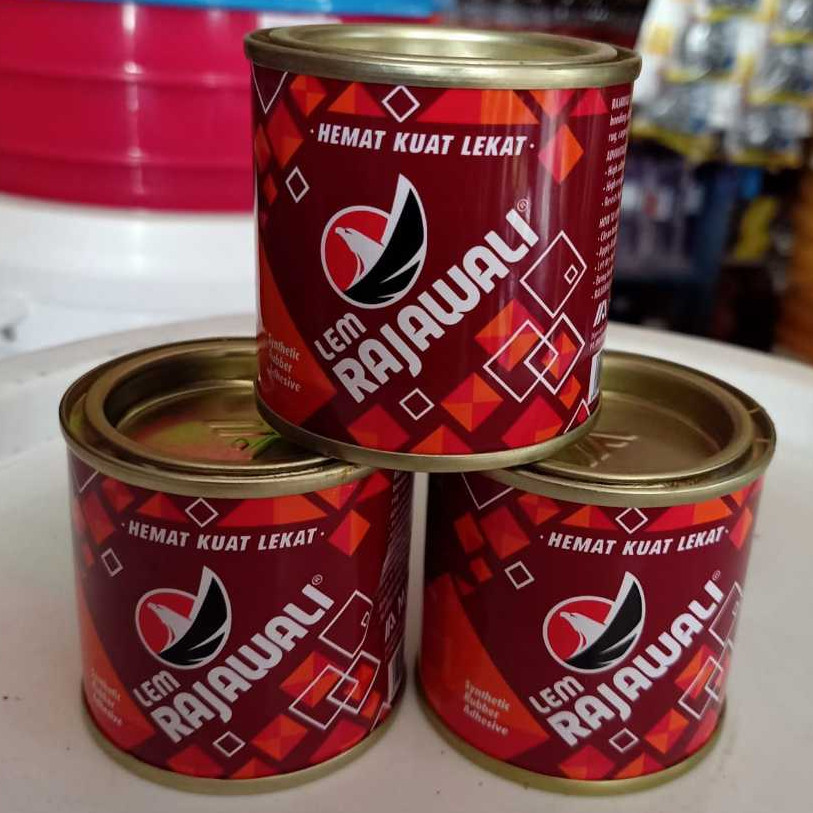 HEMAT KUAT LEKAT
LEM
RAJAWALI®
Synthetic
Rubber
Adhesive
HEMAT KUAT LEKAT
LEM
RAJAWALI®
Synthetic
Rubber
Adhesive
HEMAT KUAT LEKAT
LEM
RAJAWALI®
Synthetic
Rubber
Adhesive